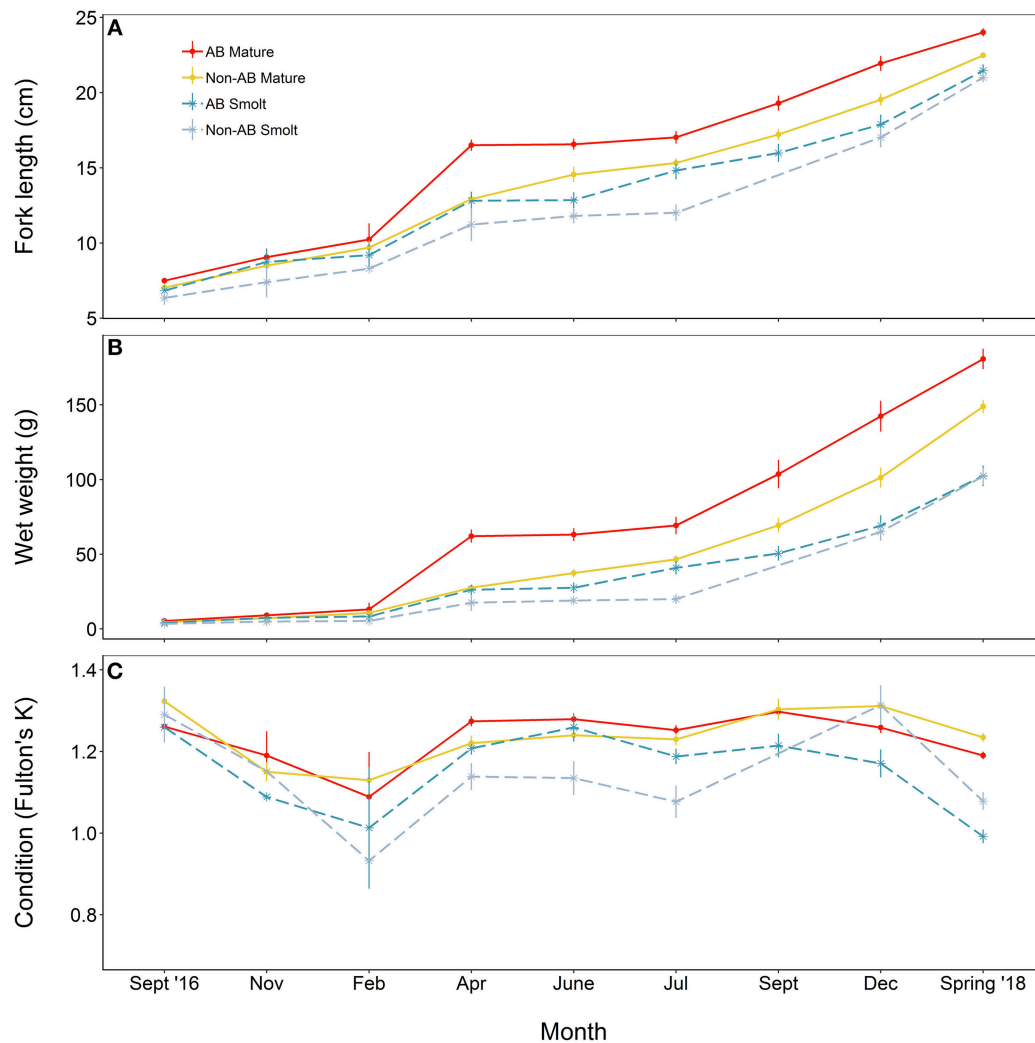 A
AB Mature
Non-AB Mature
AB Smolt
Non-AB Smolt
Fork length (cm)
25
20
15
10
5
B
Wet weight (g)
150
100
50
0
C
Condition (Fulton's K)
1.4
1.2
1.0
0.8
Sept '16 Nov Feb Apr June Jul Sept Dec Spring '18
Month